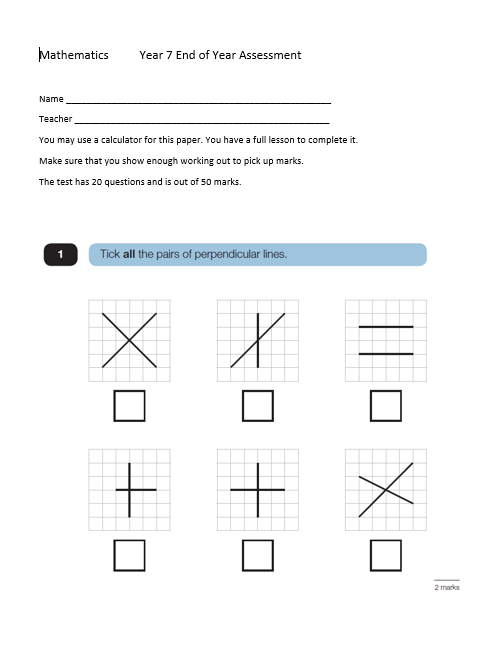 Mathematics Year 7 End of Year Assessment
Name ___________________________________________________
Teacher _________________________________________________
You may use a calculator for this paper. You have a full lesson to complete it.
Make sure that you show enough working out to pick up marks.
The test has 20 questions and is out of 50 marks.
1 Tick all the pairs of perpendicular lines.
2 marks